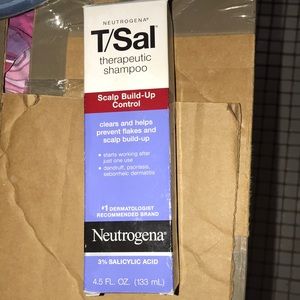 NEUTROGENA®
T/Sal®
therapeutic
shampoo
Scalp Build-Up
Control
clears and helps
prevent flakes and
scalp build-up
• starts working after
just one use
• dandruff, psoriasis,
seborrheic dermatitis
#1 DERMATOLOGIST
RECOMMENDED BRAND
Neutrogena®
3% SALICYLIC ACID
4.5 FL. OZ. (133 mL)